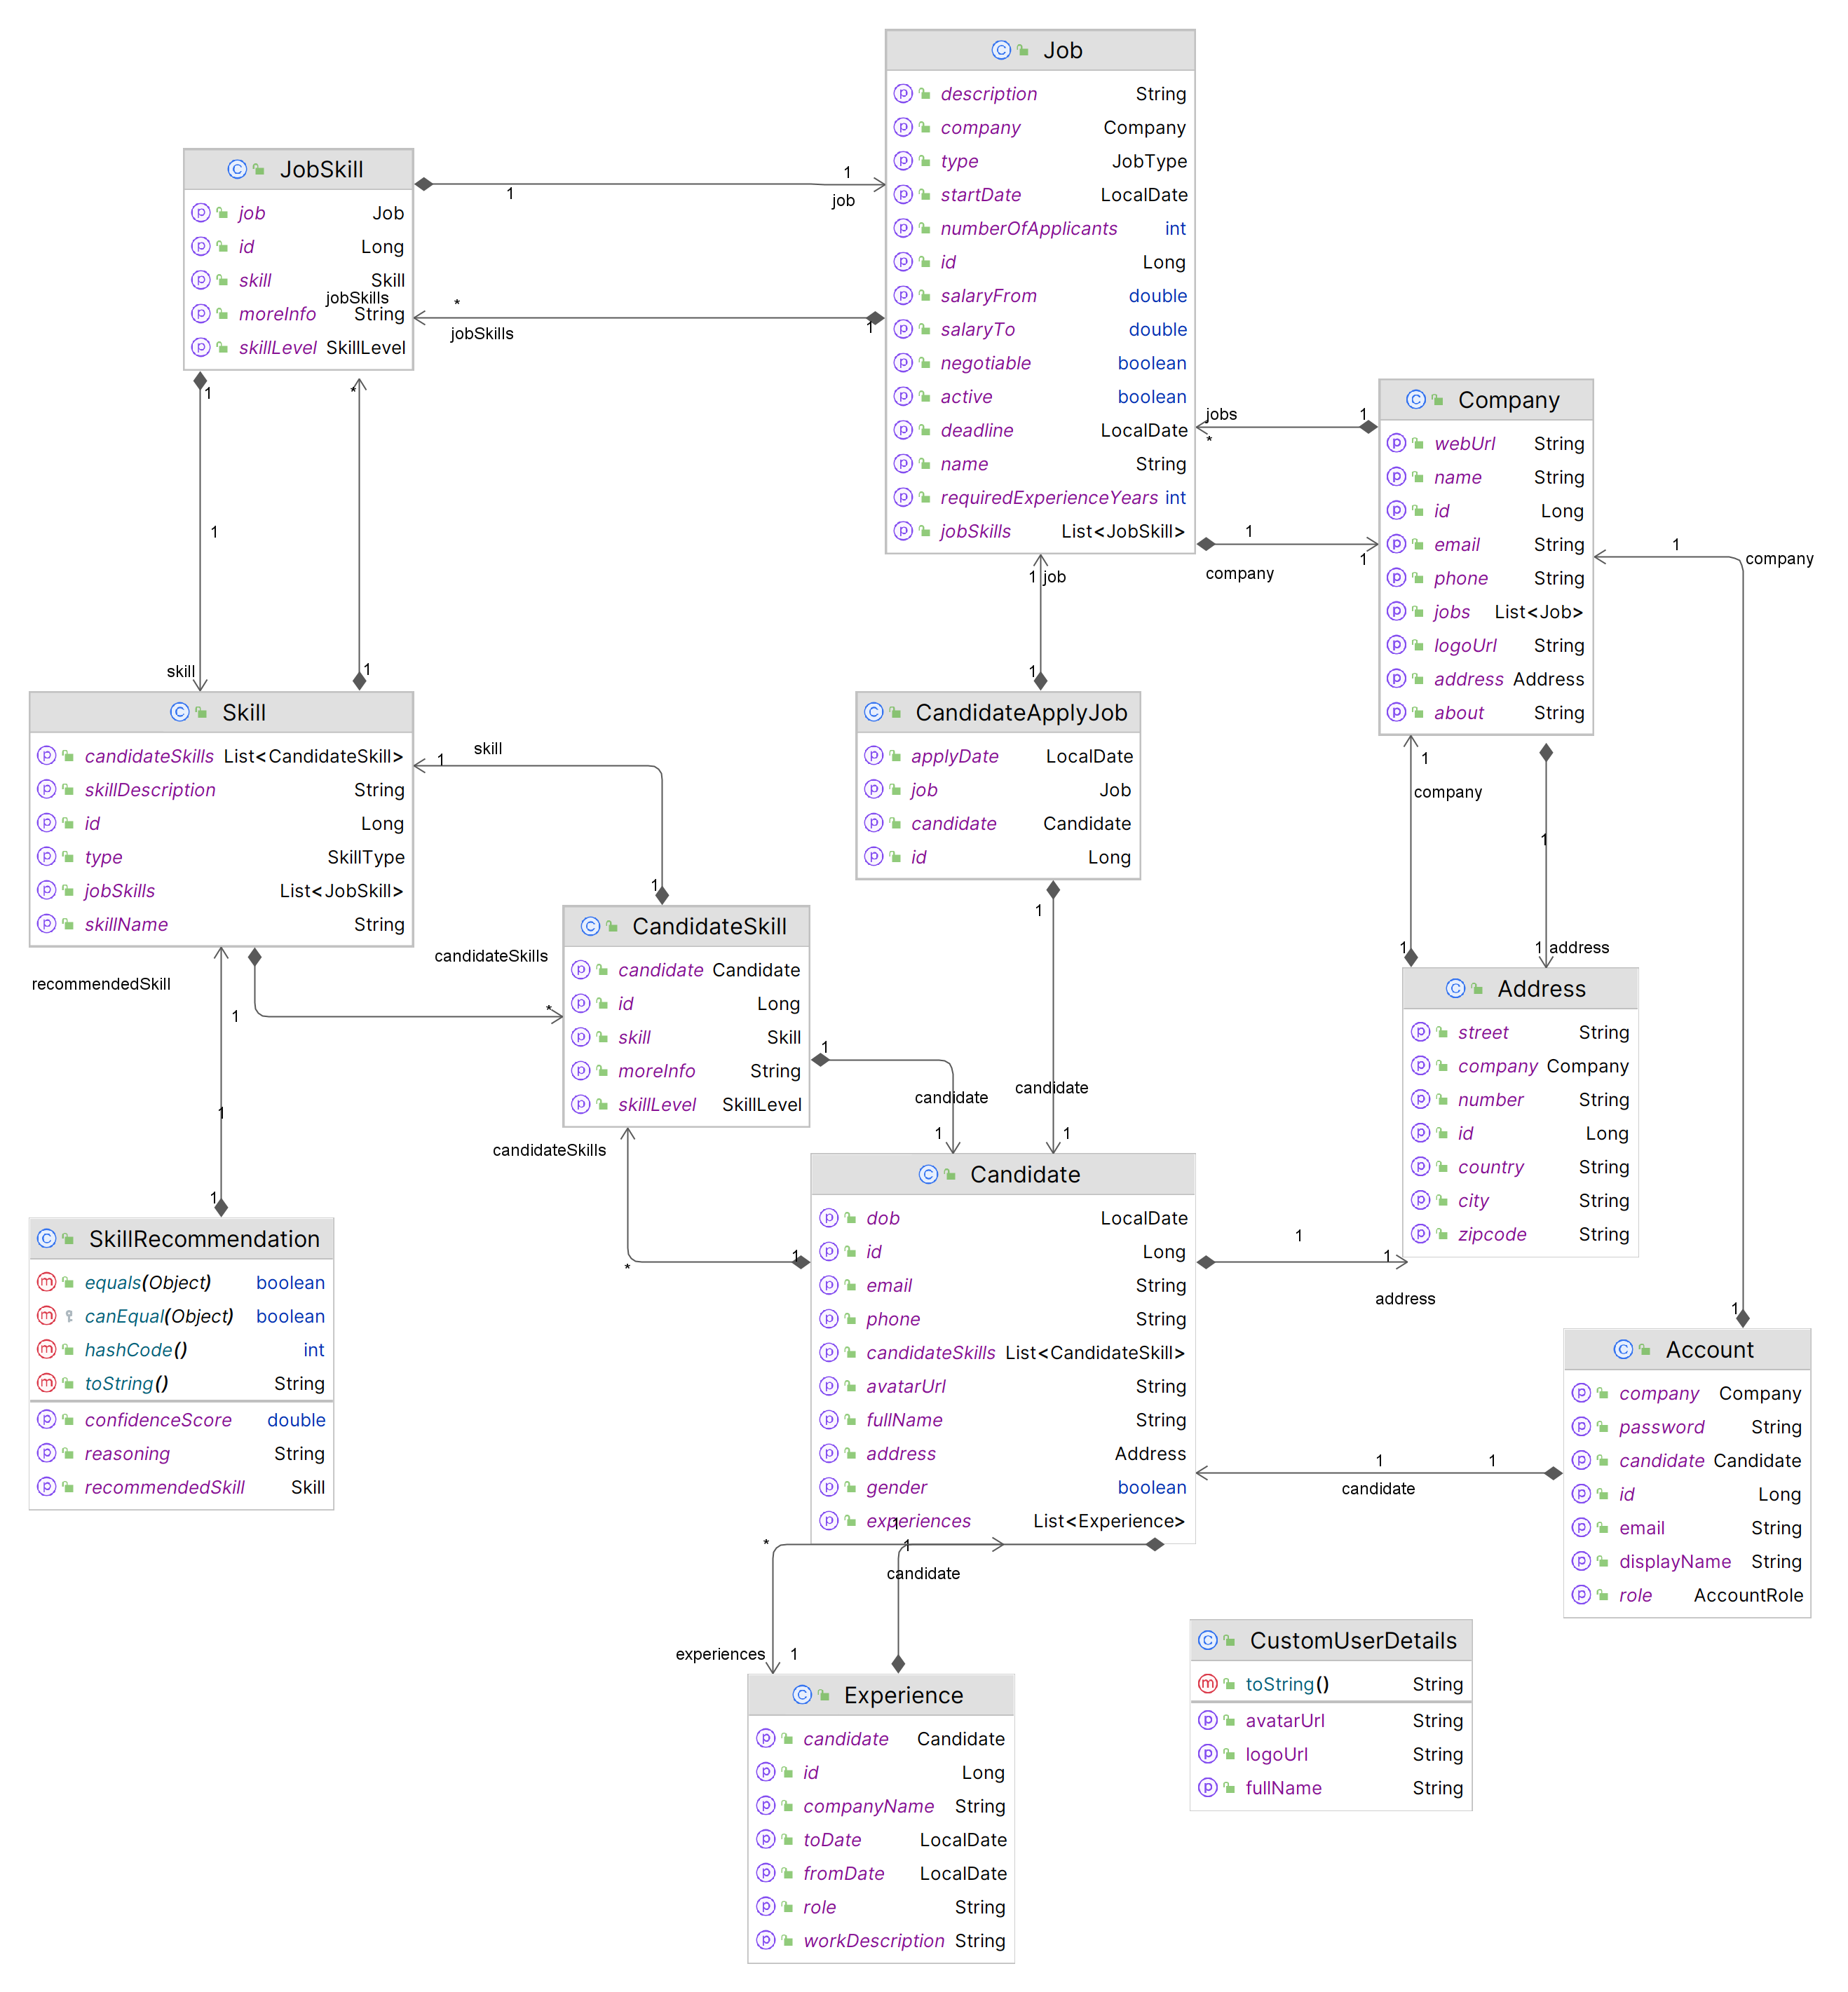 Job
description String
company Company
type JobType
startDate LocalDate
numberOfApplicants int
id Long
salaryFrom double
salaryTo double
negotiable boolean
active boolean
deadline LocalDate
name String
requiredExperienceYears int
jobSkills List<JobSkill>
JobSkill
job Job
id Long
skill Skill
moreInfo String
skillLevel SkillLevel
1
1
job
jobSkills
*
jobSkills
1
1
1
skill
*
1
Company
webUrl String
name String
id Long
email String
phone String
jobs List<Job>
logoUrl String
address Address
about String
jobs
*
1
1
1
company
1
company
1 job
1
Skill
candidateSkills List<CandidateSkill>
skillDescription String
id Long
type SkillType
jobSkills List<JobSkill>
skillName String
skill
1
1
CandidateApplyJob
applyDate LocalDate
job Job
candidate Candidate
id Long
1
candidate
1
1
company
1
1
1 address
CandidateSkill
candidate Candidate
id Long
skill Skill
moreInfo String
skillLevel SkillLevel
candidateSkills
*
1
candidate
1
recommendedSkill
1
1
1
Address
street String
company Company
number String
id Long
country String
city String
zipcode String
SkillRecommendation
equals(Object) boolean
canEqual(Object) boolean
hashCode() int
toString() String
confidenceScore double
reasoning String
recommendedSkill Skill
candidateSkills
*
1
Candidate
dob LocalDate
id Long
email String
phone String
candidateSkills List<CandidateSkill>
avatarUrl String
fullName String
address Address
gender boolean
experiences List<Experience>
1
1
address
1
Account
company Company
password String
candidate Candidate
id Long
email String
displayName String
role AccountRole
1
1
candidate
*
1
1
candidate
experiences
1
Experience
candidate Candidate
id Long
companyName String
toDate LocalDate
fromDate LocalDate
role String
workDescription String
CustomUserDetails
toString() String
avatarUrl String
logoUrl String
fullName String